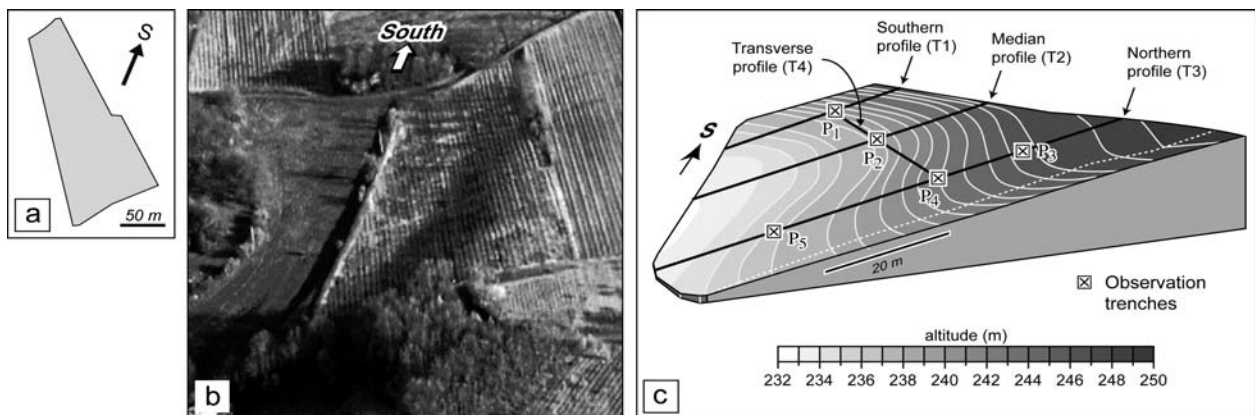 S
50 m
a
South
b
Southern
profile (T1)
Median
profile (T2)
Northern
profile (T3)
Transverse
profile (T4)
S
P1
P2
P3
P4
P5
20 m
Observation
trenches
altitude (m)
232 234 236 238 240 242 244 246 248 250
c